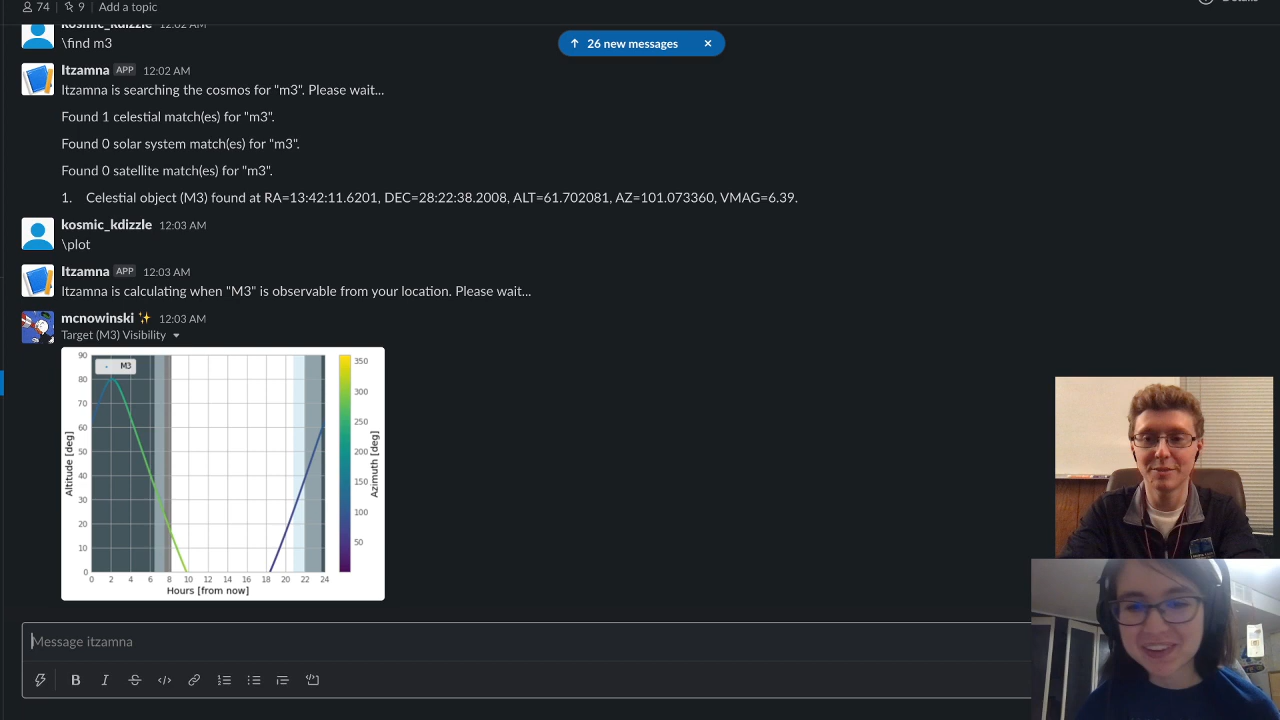 74 9 Add a topic
kosmic_kdizzle 12:02 AM
\find m3
26 new messages ×
Itzamna APP 12:02 AM
Itzamna is searching the cosmos for "m3". Please wait...
Found 1 celestial match(es) for "m3".
Found 0 solar system match(es) for "m3".
Found 0 satellite match(es) for "m3".
1. Celestial object (M3) found at RA=13:42:11.6201, DEC=28:22:38.2008, ALT=61.702081, AZ=101.073360, VMAG=6.39.
kosmic_kdizzle 12:03 AM
\plot
Itzamna APP 12:03 AM
Itzamna is calculating when "M3" is observable from your location. Please wait...
mcnowinski ✨ 12:03 AM
Target (M3) Visibility
M3
90
80
70
60
50
40
30
20
10
0
Altitude [deg]
0 2 4 6 8 10 12 14 16 18 20 22 24
Hours [from now]
350
300
250
200
150
100
50
Azimuth [deg]
Message itzamna
B I S </>